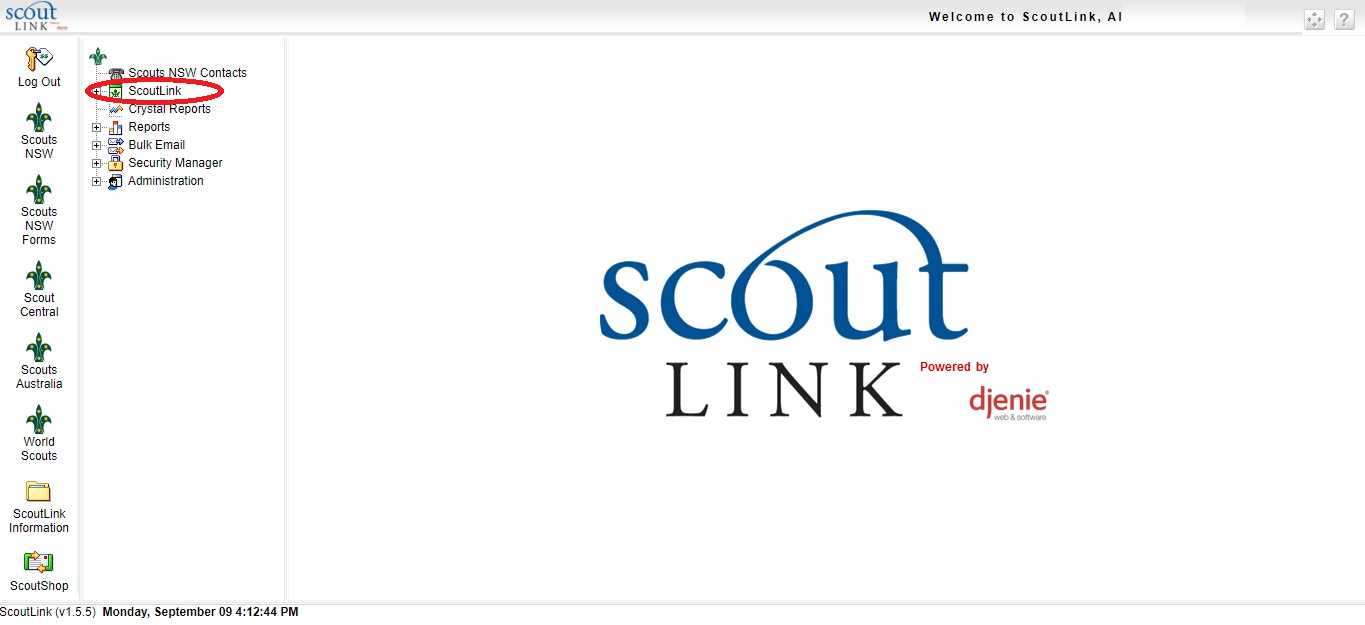 scout
LINK
Welcome to ScoutLink, Al
?
Log Out
Scouts
NSW
Scouts
NSW
Forms
Scout
Central
Scouts
Australia
World
Scouts
ScoutLink
Information
ScoutShop
Scouts NSW Contacts
ScoutLink
Crystal Reports
Reports
Bulk Email
Security Manager
Administration
scout
LINK
Powered by
djenie
web & software
ScoutLink (v1.5.5) Monday, September 09 4:12:44 PM